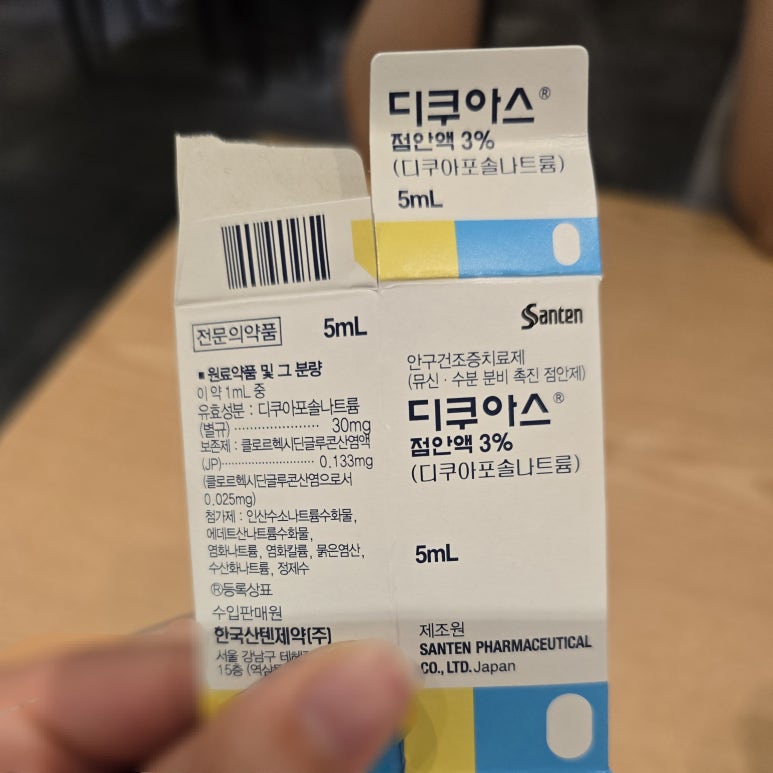 디쿠아스®
점안액 3%
(디쿠아포솔나트륨)
5mL
전문의약품 5mL
■ 원료약품 및 그 분량
이 약 1mL 중
유효성분 : 디쿠아포솔나트륨
(별규) ····················· 30mg
보존제 : 클로르헥시딘글루콘산염액
(JP)························ 0.133mg
(클로르헥시딘글루콘산염으로서
0.025mg)
첨가제 : 인산수소나트륨수화물,
에데트산나트륨수화물,
염화나트륨, 염화칼륨, 묽은염산,
수산화나트륨, 정제수
®등록상표
수입판매원
한국산텐제약(주)
서울 강남구
15층
Santen
안구건조증치료제
(뮤신·수분 분비 촉진 점안제)
디쿠아스®
점안액 3%
(디쿠아포솔나트륨)
5mL
제조원
SANTEN PHARMACEUTICAL
CO., LTD. Japan